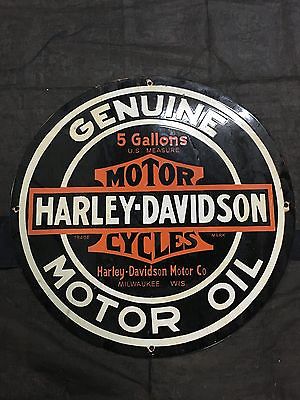 GENUINE
5 Gallons
U.S. MEASURE
MOTOR
HARLEY-DAVIDSON
TRADE MARK
CYCLES
Harley-Davidson Motor Co
MILWAUKEE WIS.
MOTOR OIL